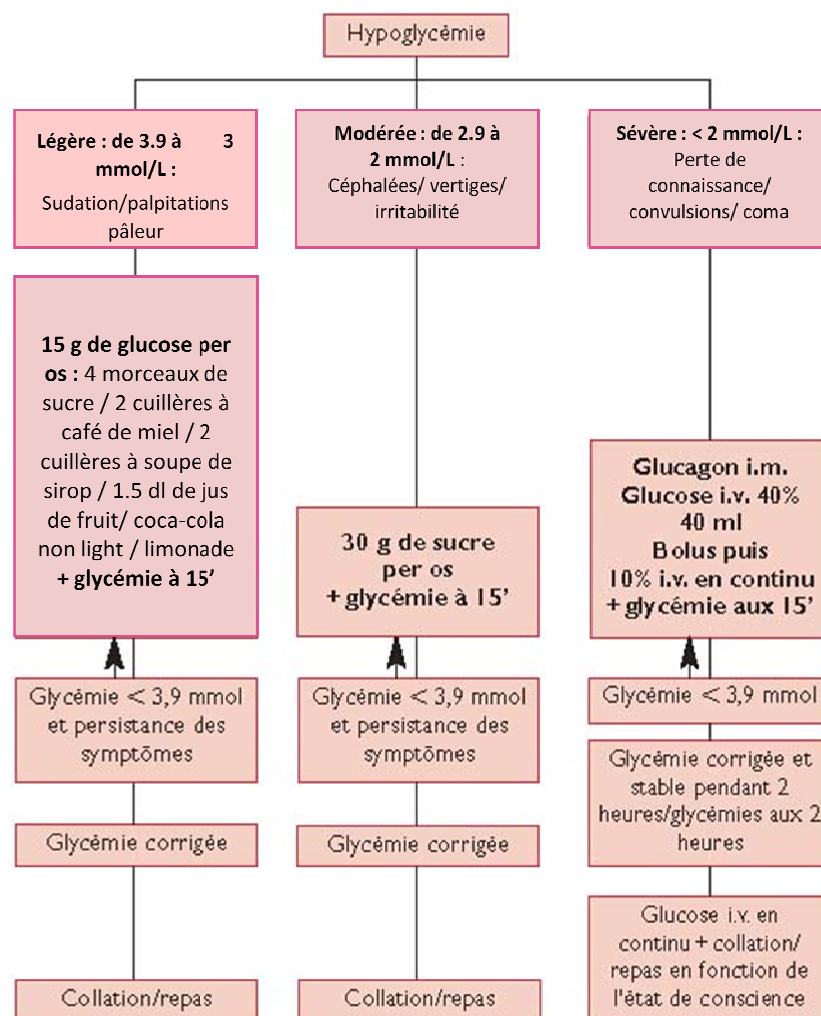 Hypoglycémie
Légère : de 3.9 à 3
mmol/L :
Sudation/palpitations
pâleur
Modérée : de 2.9 à
2 mmol/L :
Céphalées/ vertiges/
irritabilité
Sévère : < 2 mmol/L :
Perte de
connaissance/
convulsions/ coma
15 g de glucose per
os : 4 morceaux de
sucre / 2 cuillères à
café de miel / 2
cuillères à soupe de
sirop / 1.5 dl de jus
de fruit/ coca-cola
non light / limonade
+ glycémie à 15’
30 g de sucre
per os
+ glycémie à 15’
Glucagon i.m.
Glucose i.v. 40%
40 ml
Bolus puis
10% i.v. en continu
+ glycémie aux 15’
Glycémie < 3,9 mmol
et persistance des
symptômes
Glycémie < 3,9 mmol
et persistance des
symptômes
Glycémie < 3,9 mmol
Glycémie corrigée
Glycémie corrigée
Glycémie corrigée et
stable pendant 2
heures/glycémies aux 2
heures
Collation/repas
Collation/repas
Glucose i.v. en
continu + collation/
repas en fonction de
l'état de conscience